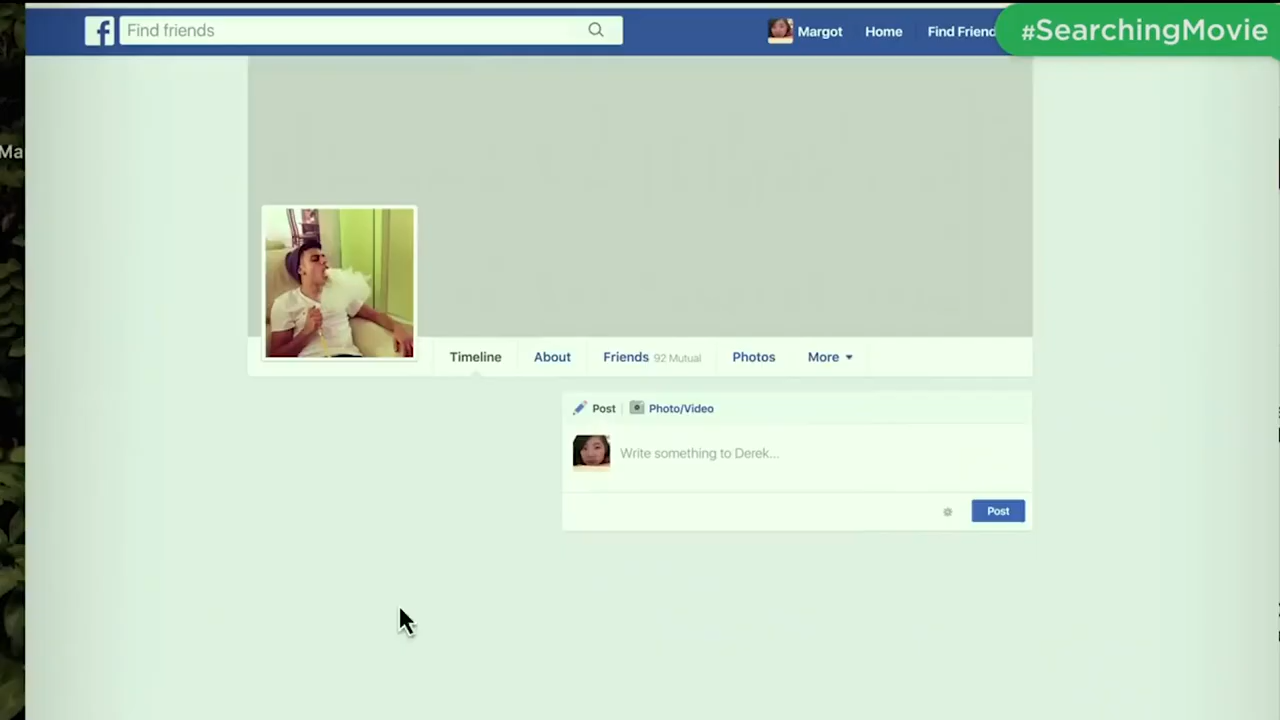 f Find friends Margot Home Find Friend #SearchingMovie
Ma
Timeline About Friends 92 Mutual Photos More
Post Photo/Video
Write something to Derek...
Post